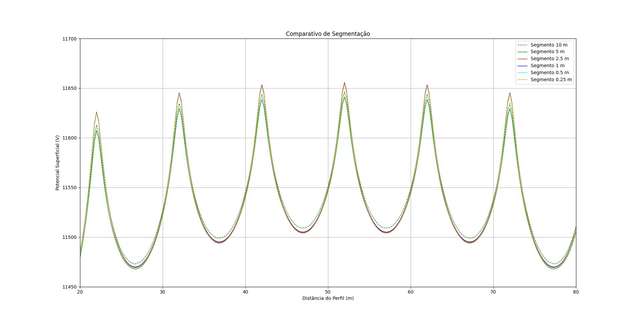 Comparativo de Segmentação
11700
11650
11600
11550
11500
11450
Potencial Superficial (V)
20
30
40
50
60
70
80
Distância do Perfil (m)
Segmento 10 m
Segmento 5 m
Segmento 2.5 m
Segmento 1 m
Segmento 0.5 m
Segmento 0.25 m